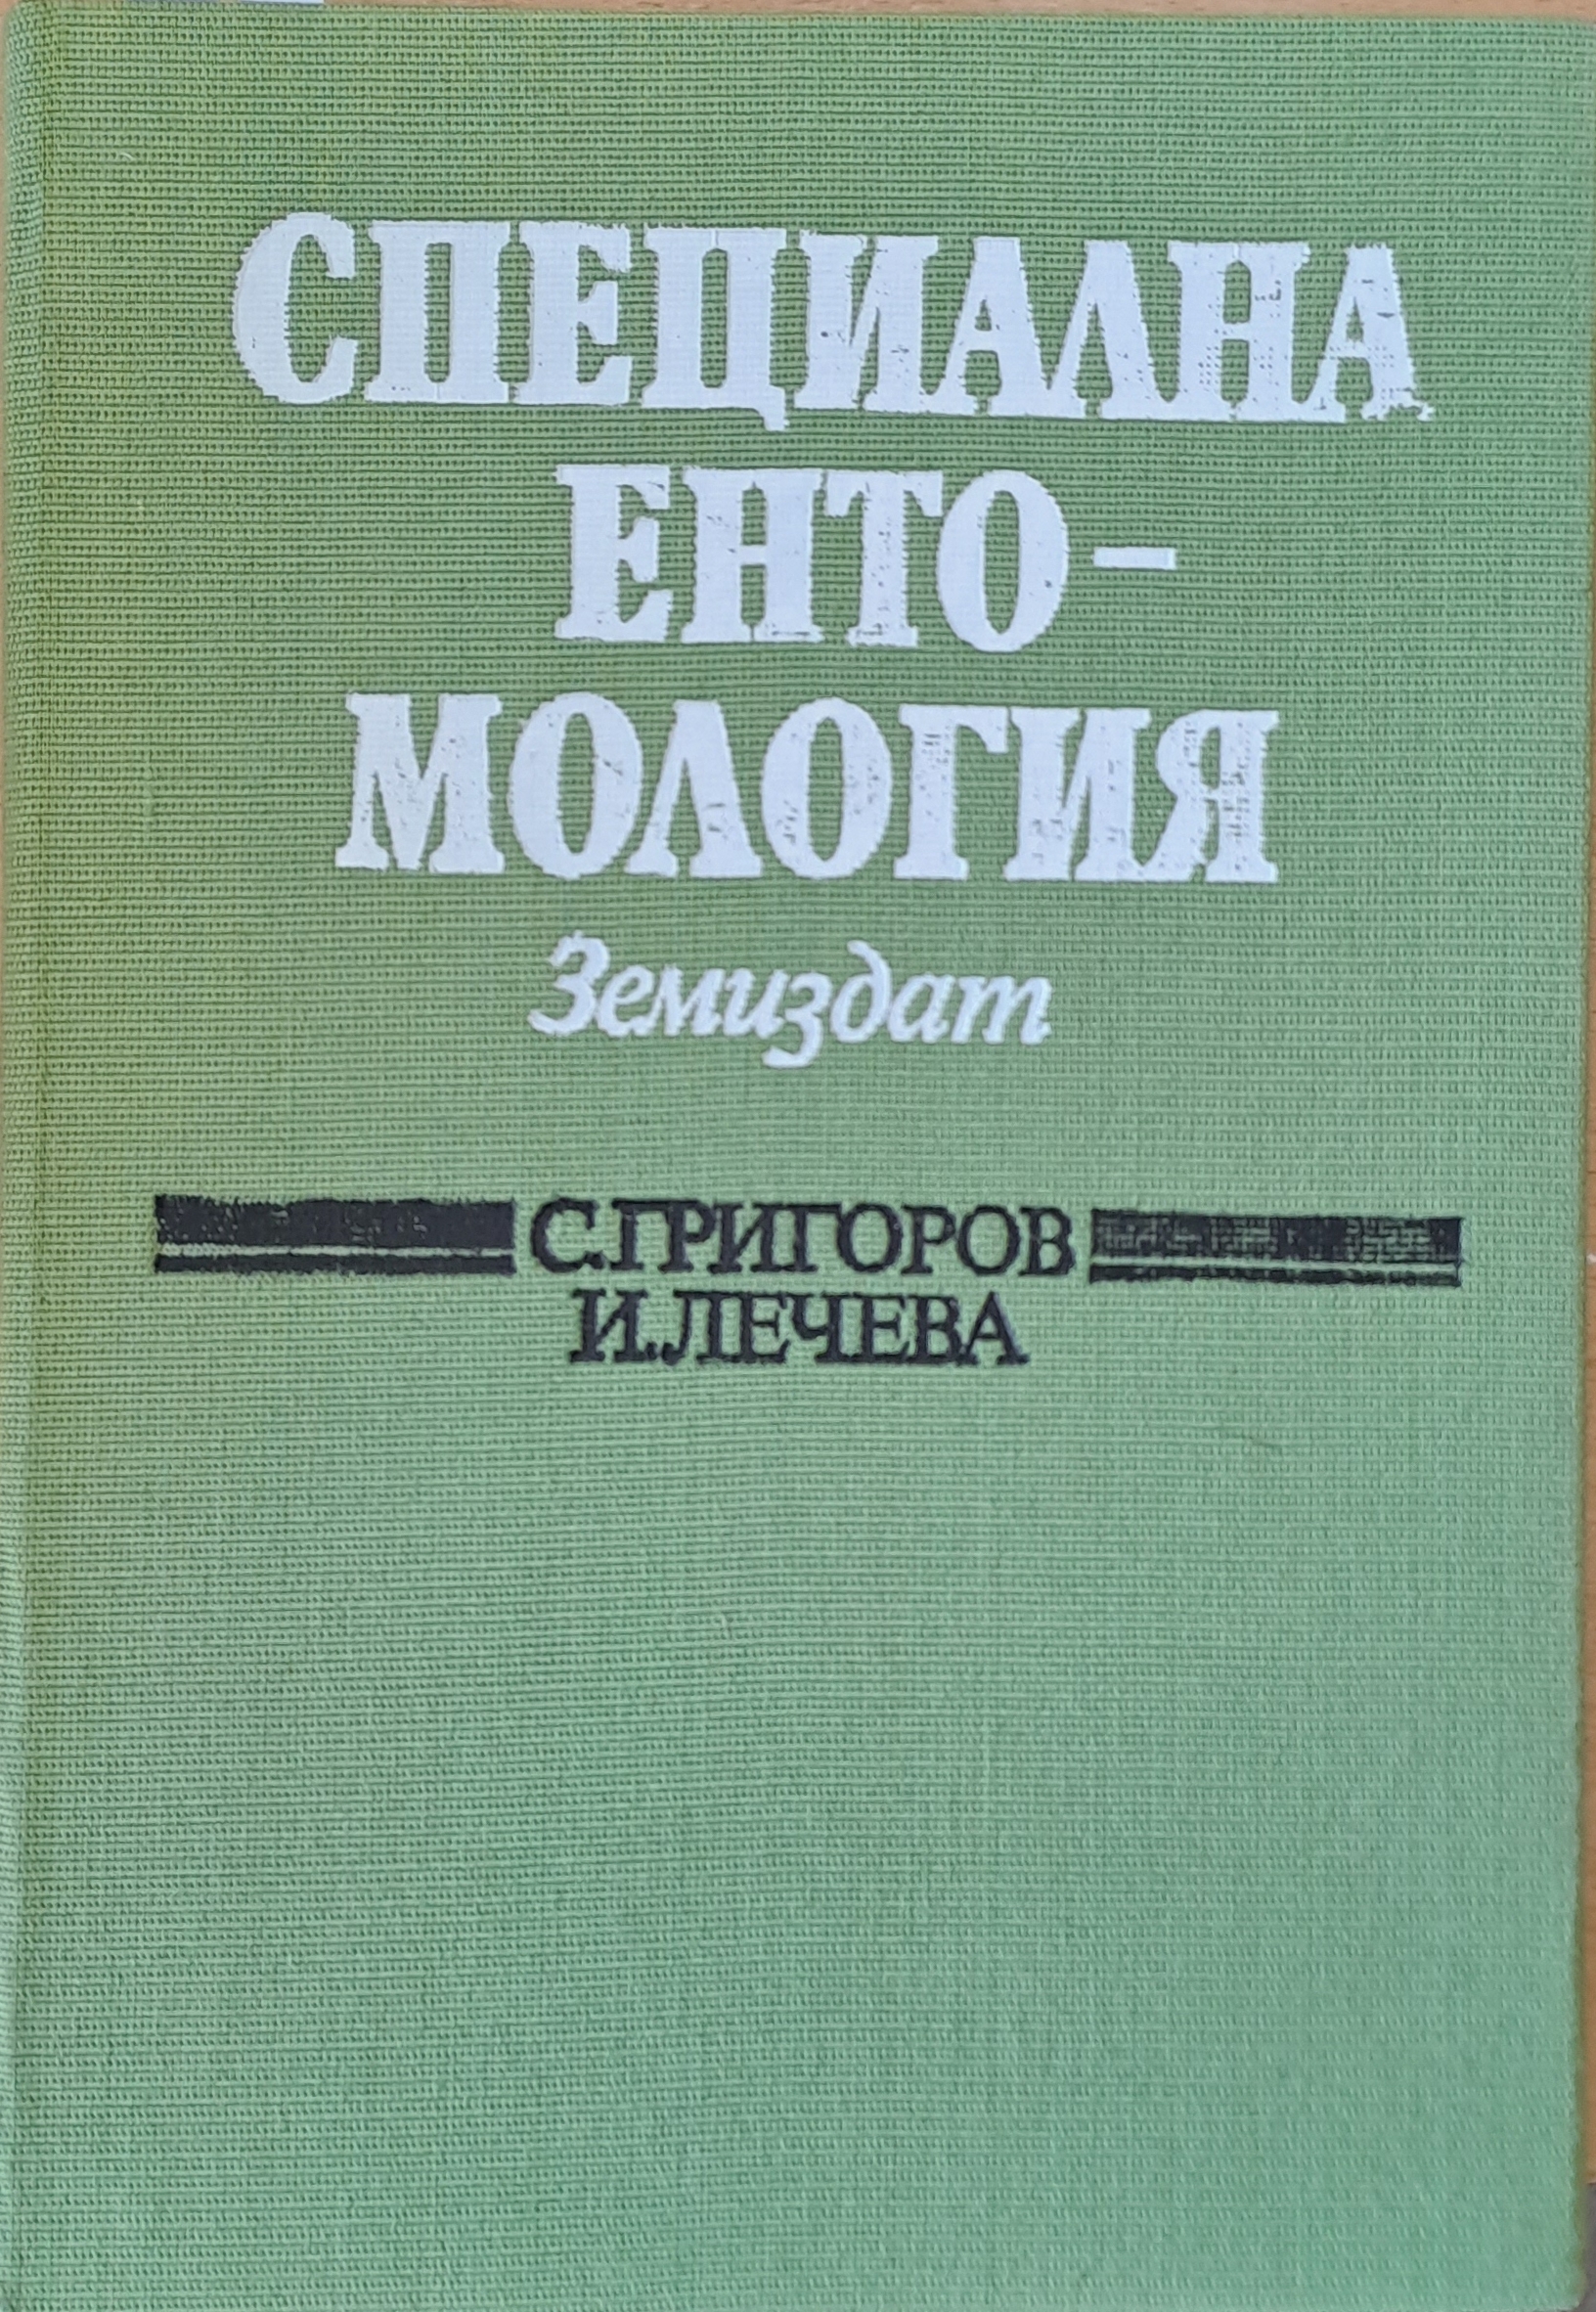 СПЕЦИАЛНА
ЕНТО-
МОЛОГИЯ
Земиздат
С.ГРИГОРОВ
И.ЛЕЧЕВА